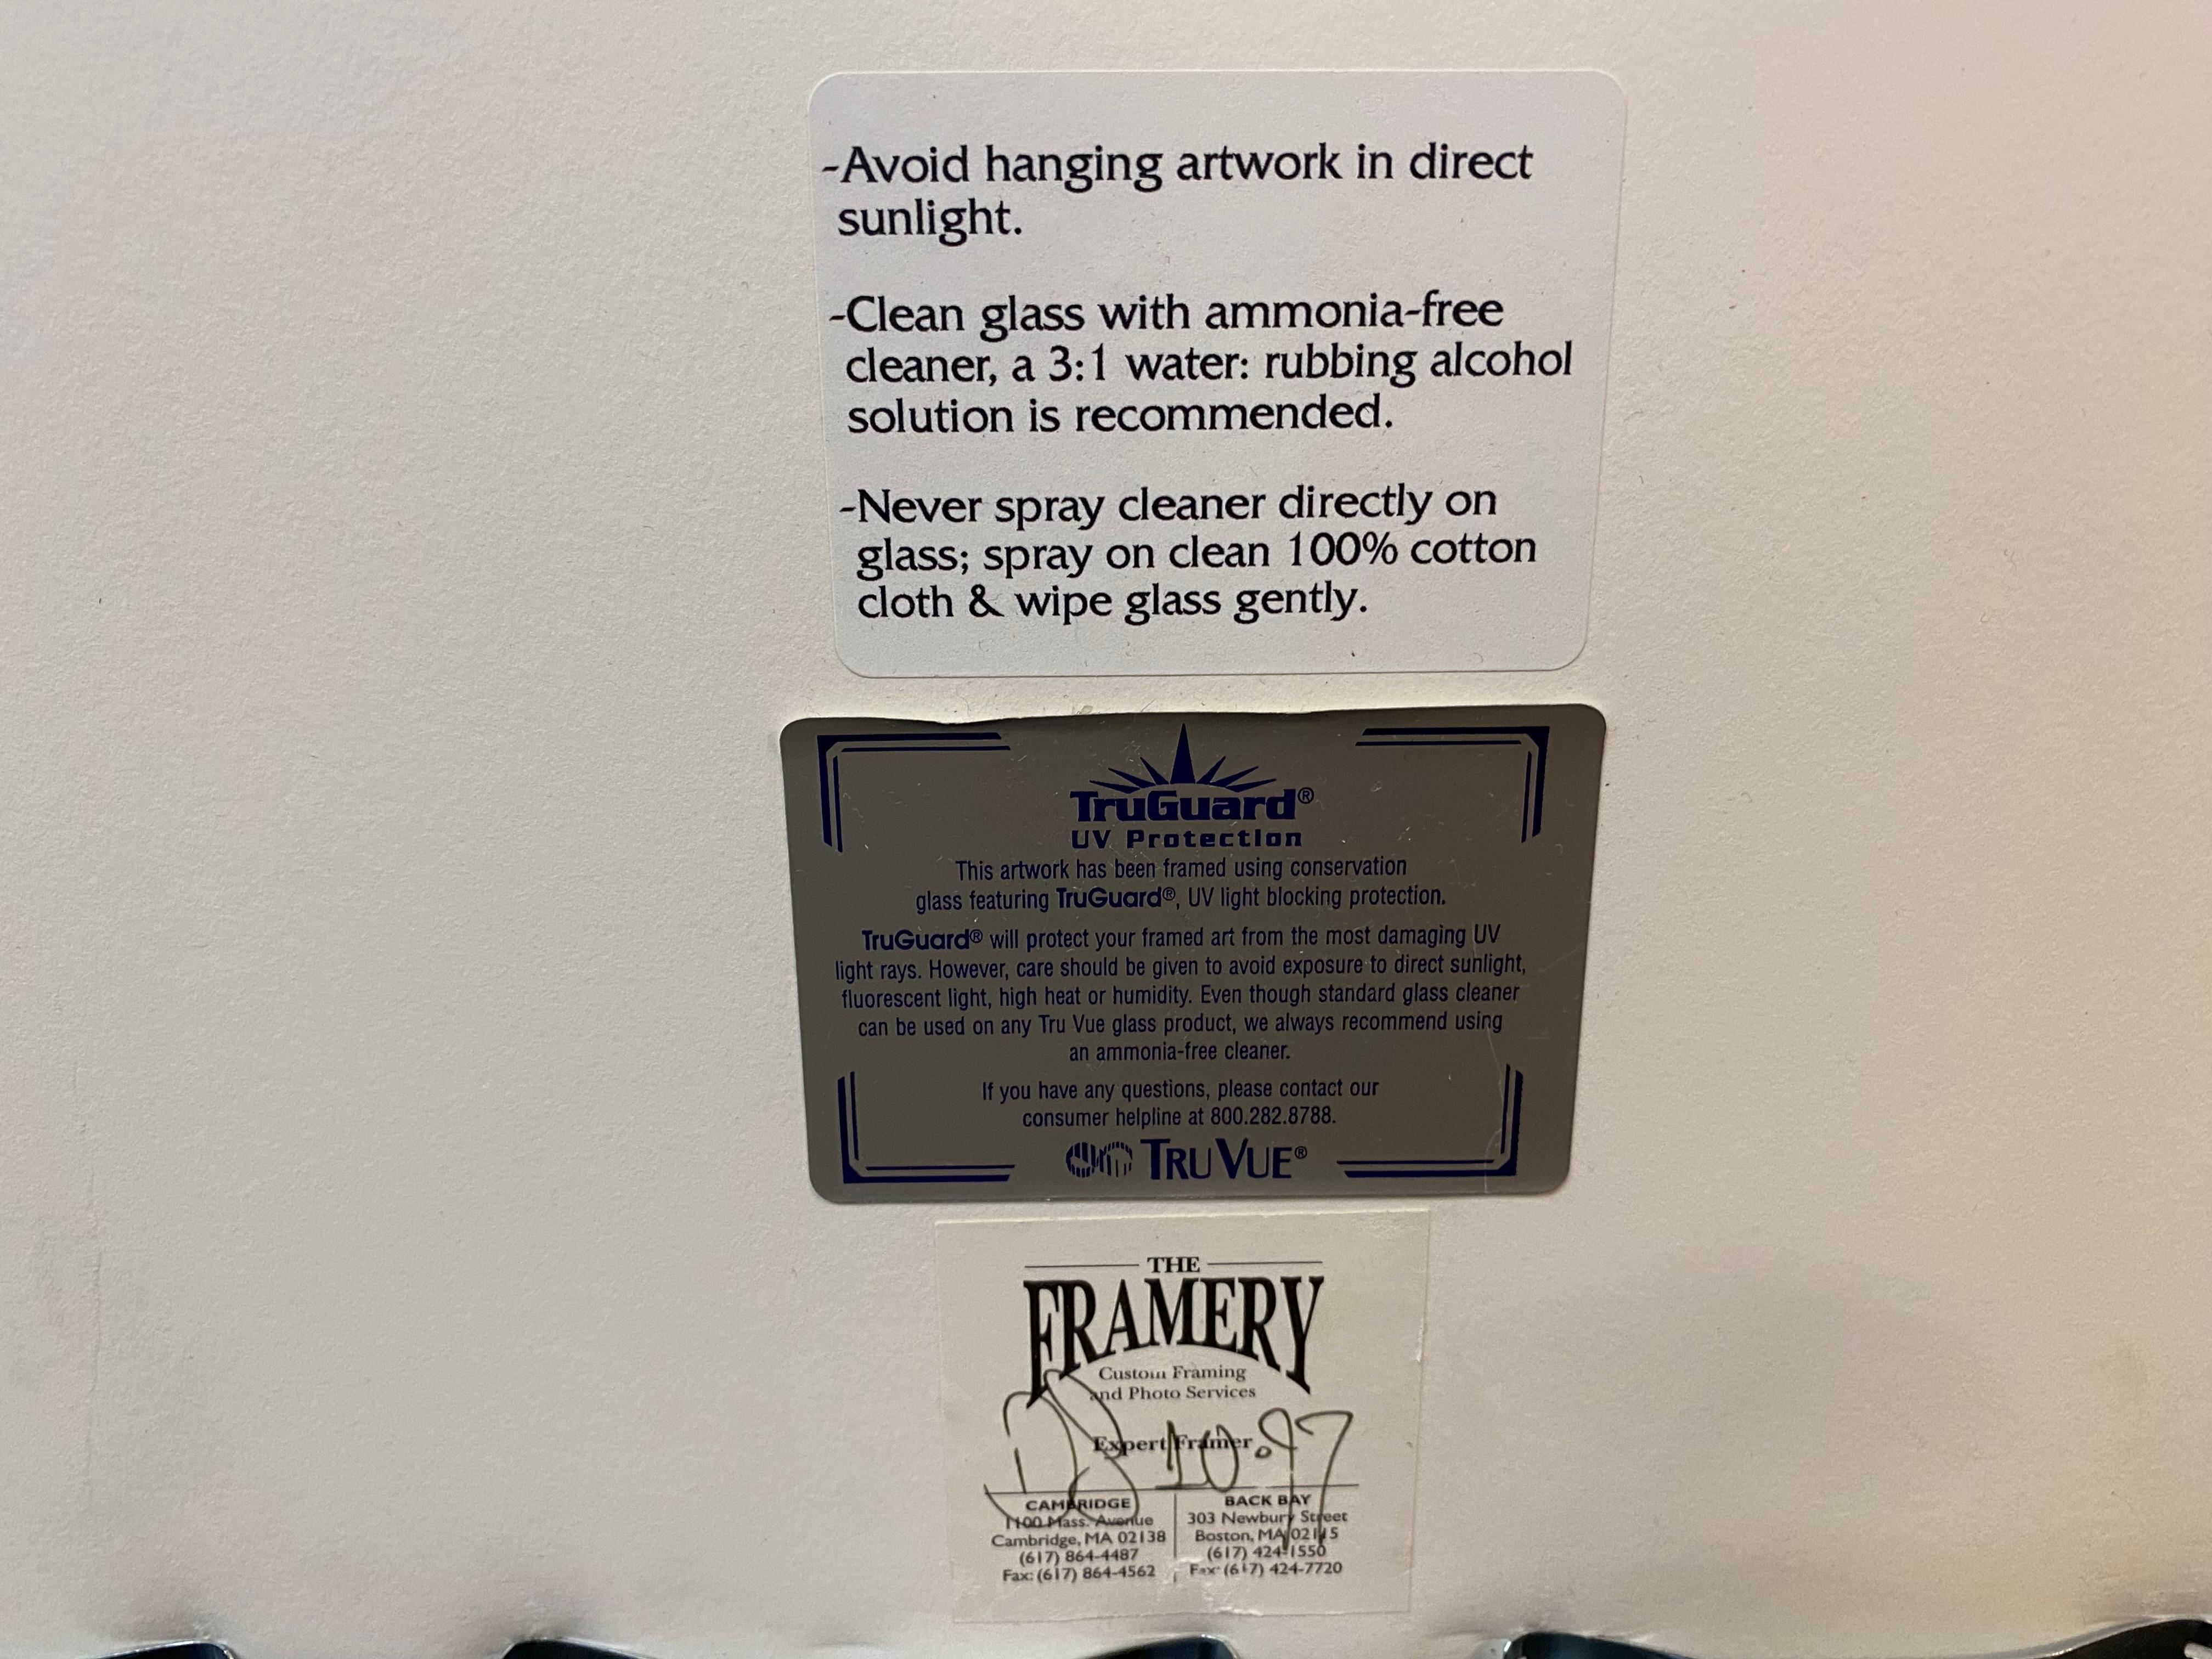 -Avoid hanging artwork in direct
sunlight.
-Clean glass with ammonia-free
cleaner, a 3:1 water: rubbing alcohol
solution is recommended.
-Never spray cleaner directly on
glass; spray on clean 100% cotton
cloth & wipe glass gently.
TruGuard®
UV Protection
This artwork has been framed using conservation
glass featuring TruGuard®, UV light blocking protection.
TruGuard® will protect your framed art from the most damaging UV
light rays. However, care should be given to avoid exposure to direct sunlight,
fluorescent light, high heat or humidity. Even though standard glass cleaner
can be used on any Tru Vue glass product, we always recommend using
an ammonia-free cleaner.
If you have any questions, please contact our
consumer helpline at 800.282.8788.
TRU VUE®
THE
FRAMERY
Custom Framing
and Photo Services
10.97
Expert Framer
CAMBRIDGE
1100 Mass. Avenue
Cambridge, MA 02138
(617) 864-4487
Fax: (617) 864-4562
BACK BAY
303 Newbury Street
Boston, MA 02115
(617) 424-1550
Fax: (617) 424-7720